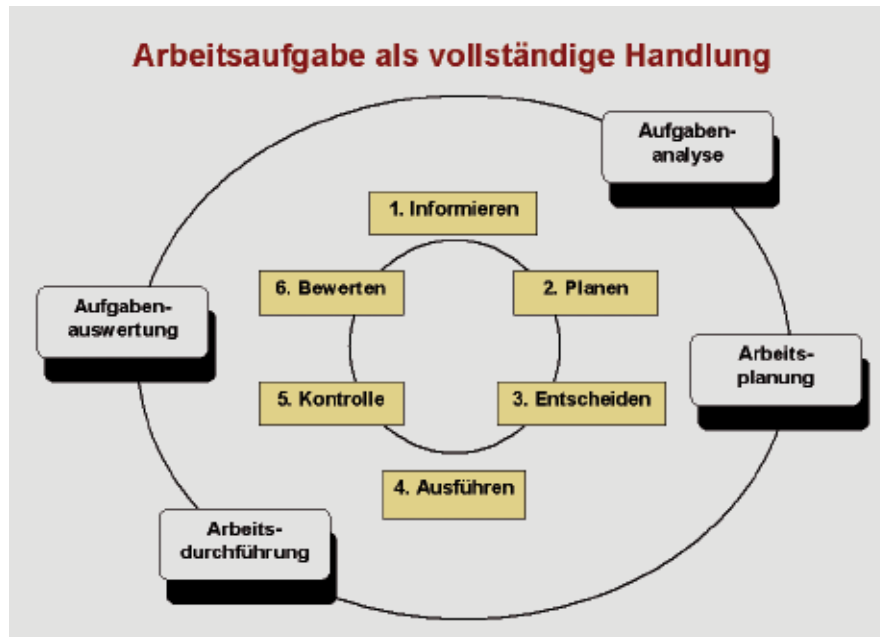 Arbeitsaufgabe als vollständige Handlung
Aufgaben-
analyse
1. Informieren
6. Bewerten
2. Planen
Aufgaben-
auswertung
Arbeits-
planung
5. Kontrolle
3. Entscheiden
4. Ausführen
Arbeits-
durchführung